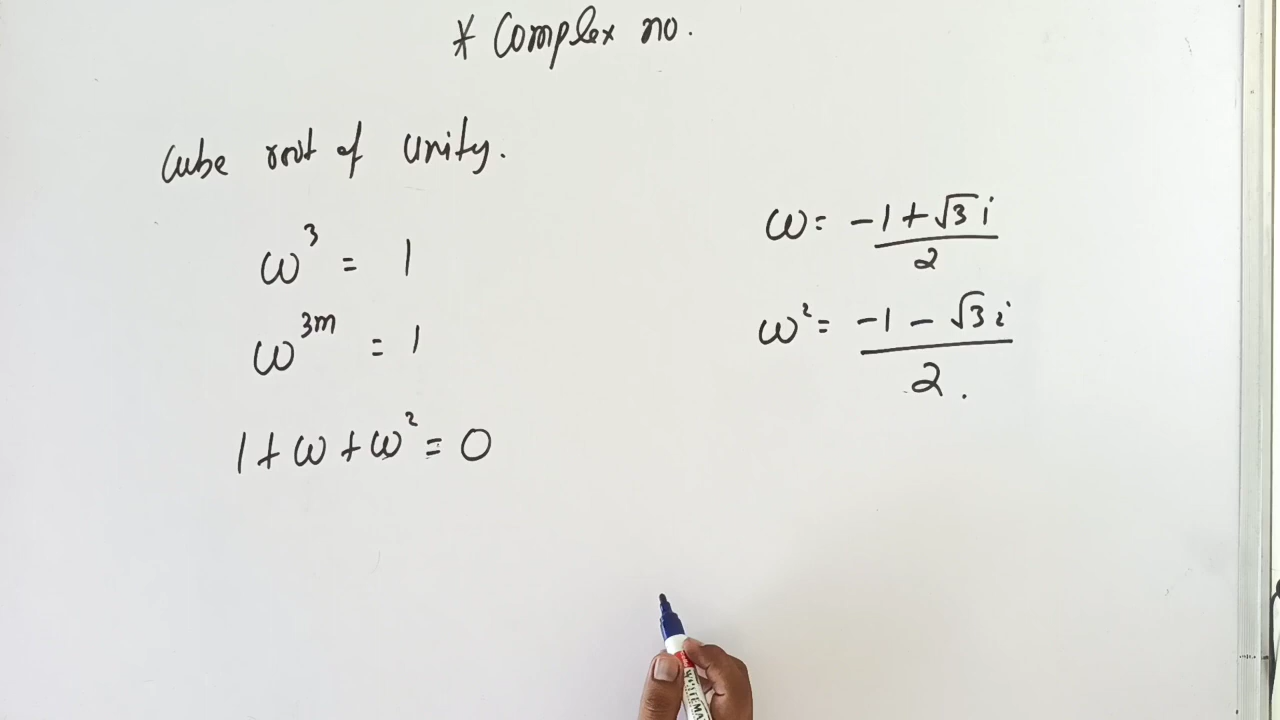 * Complex no.
Cube root of unity.
ω³ = 1
ω³ᵐ = 1
1 + ω + ω² = 0
ω = -1 + √3 i / 2
ω² = -1 - √3 i / 2.